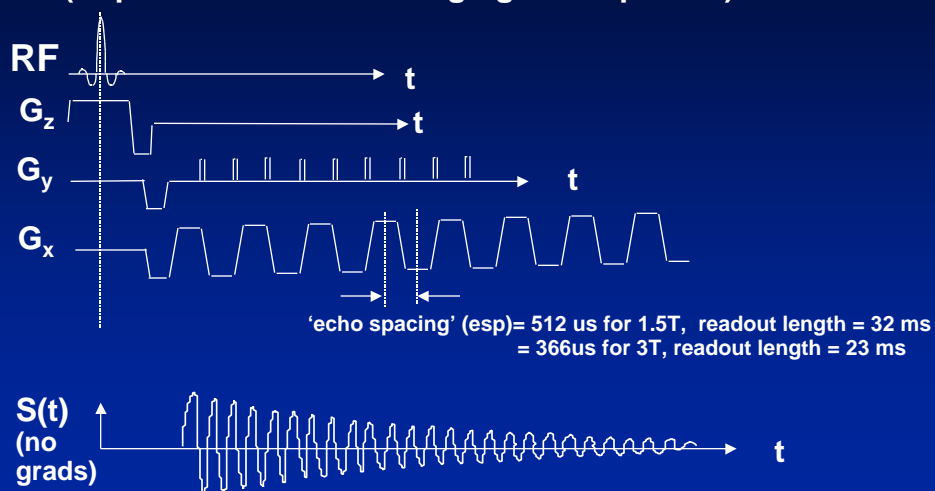 RF
t
Gz
t
Gy
t
Gx
'echo spacing' (esp)= 512 us for 1.5T, readout length = 32 ms
= 366us for 3T, readout length = 23 ms
S(t)
(no
grads)
t